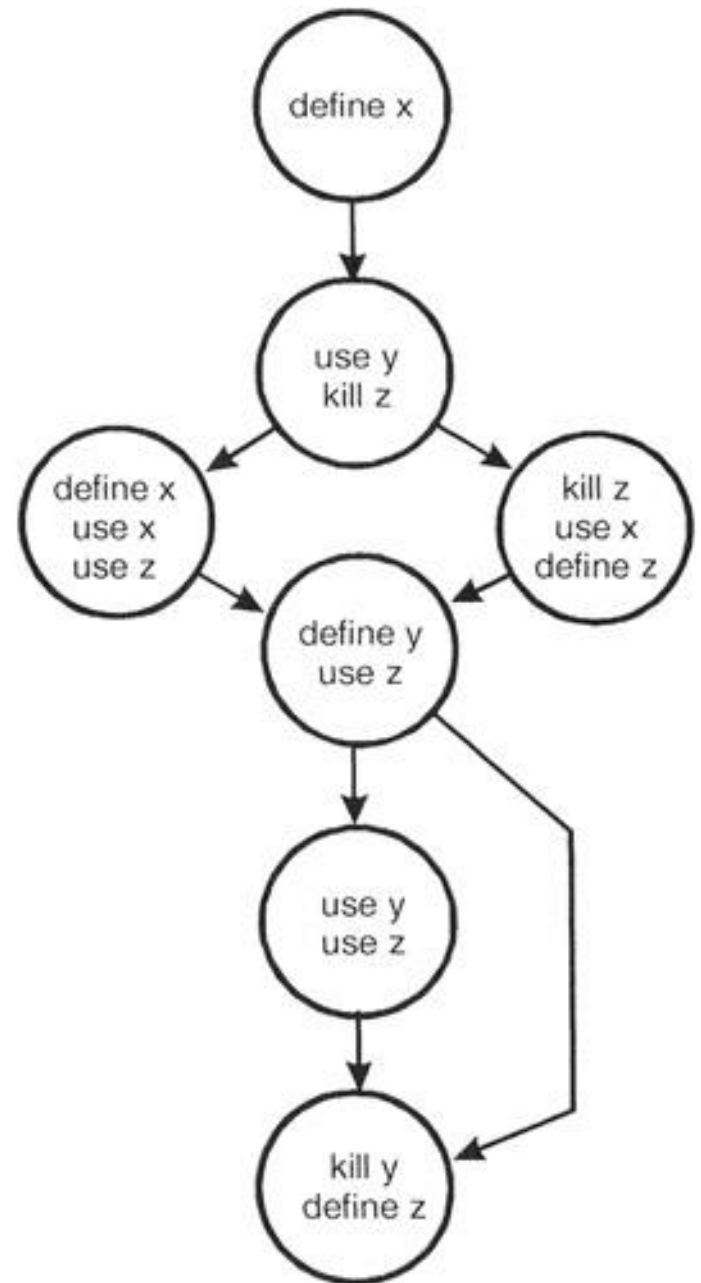 define x
use y
kill z
define x
use x
use z
kill z
use x
define z
define y
use z
use y
use z
kill y
define z